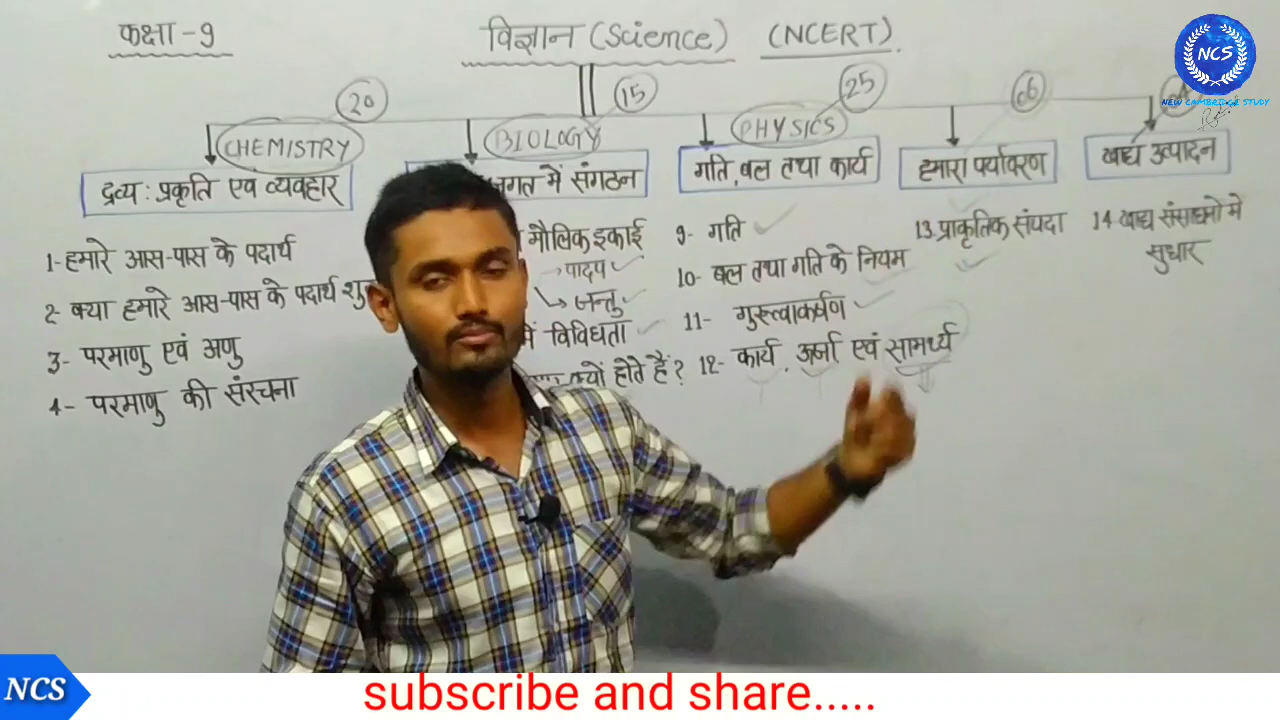 कक्षा - 9
विज्ञान (Science) (NCERT).
NCS
NEW CAMBRIDGE STUDY
20
15
25
06
CHEMISTRY
BIOLOGY
PHYSICS
द्रव्य : प्रकृति एवं व्यवहार
जगत में संगठन
गति, बल तथा कार्य
हमारा पर्यावरण
खाद्य उत्पादन
1- हमारे आस-पास के पदार्थ
2- क्या हमारे आस-पास के पदार्थ
3- परमाणु एवं अणु
4- परमाणु की संरचना
मौलिक इकाई
→ पादप
↳ जन्तु
में विविधता
क्यों होते हैं ?
9- गति
10- बल तथा गति के नियम
11- गुरूत्वाकर्षण
12- कार्य, ऊर्जा एवं सामर्थ्य
13. प्राकृतिक संपदा
14. खाद्य संसाधनो मे
सुधार
NCS
subscribe and share.....